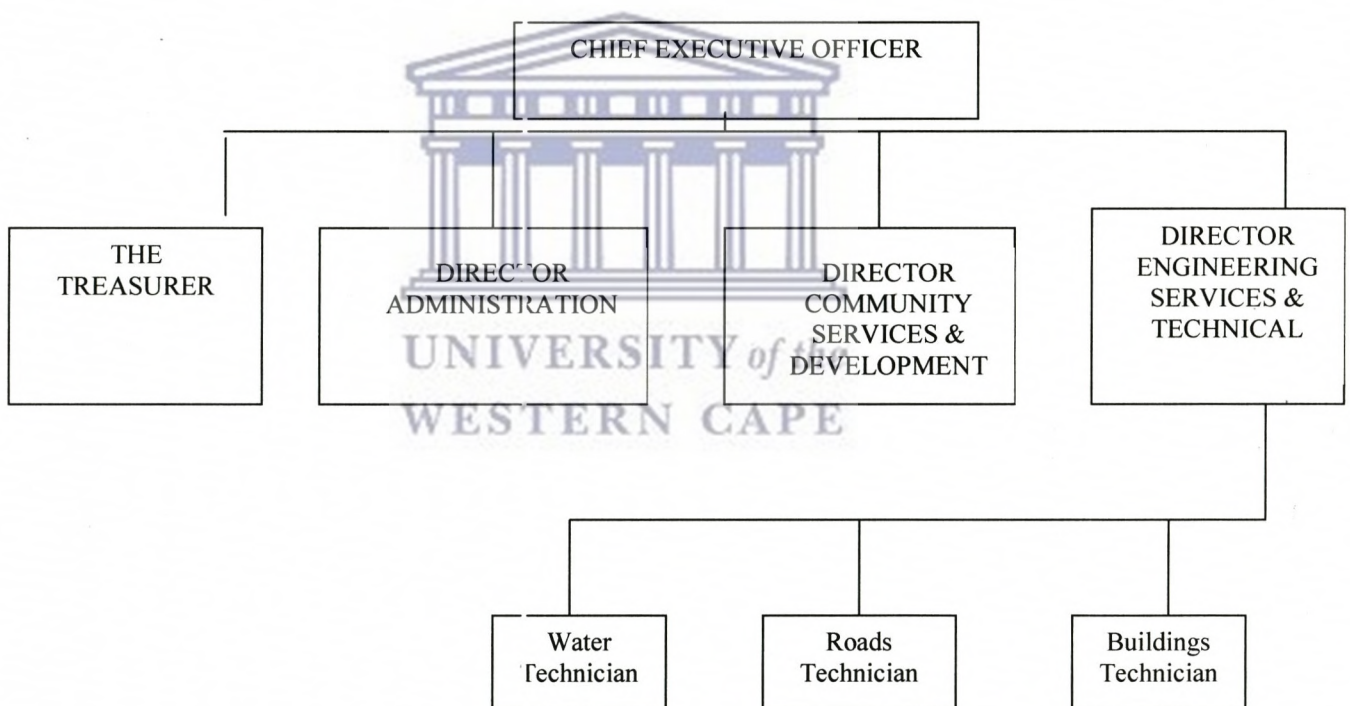 CHIEF EXECUTIVE OFFICER
THE
TREASURER
DIRECTOR
ADMINISTRATION
DIRECTOR
COMMUNITY
SERVICES &
DEVELOPMENT
DIRECTOR
ENGINEERING
SERVICES &
TECHNICAL
UNIVERSITY of the
WESTERN CAPE
Water
Technician
Roads
Technician
Buildings
Technician